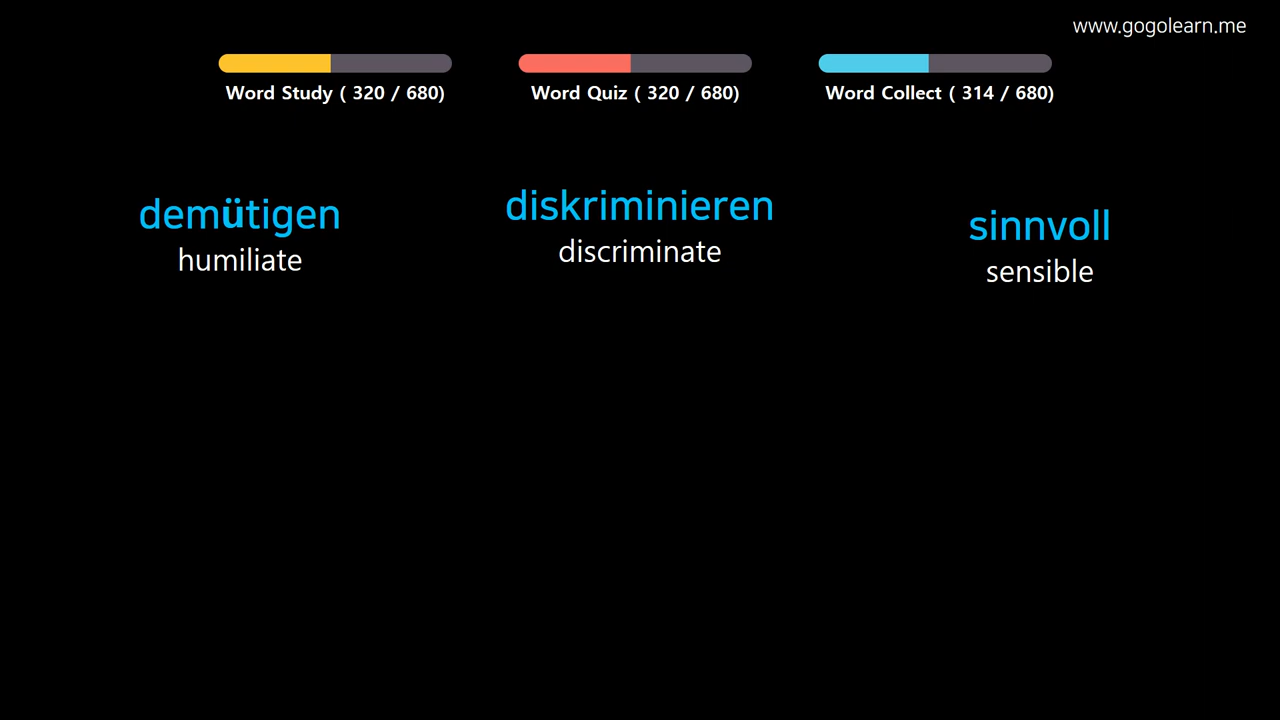 www.gogolearn.me
Word Study ( 320 / 680)
Word Quiz ( 320 / 680)
Word Collect ( 314 / 680)
demütigen
humiliate
diskriminieren
discriminate
sinnvoll
sensible